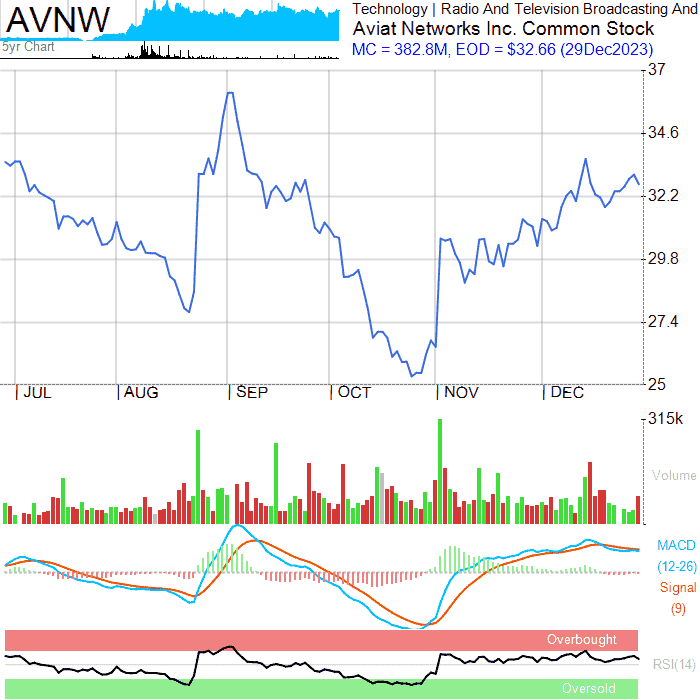 AVNW
5yr Chart
Technology | Radio And Television Broadcasting And
Aviat Networks Inc. Common Stock
MC = 382.8M, EOD = $32.66 (29Dec2023)
37
34.6
32.2
29.8
27.4
25
| JUL | AUG | SEP | OCT | NOV | DEC
315k
Volume
MACD
(12-26)
Signal
(9)
Overbought
RSI(14)
Oversold